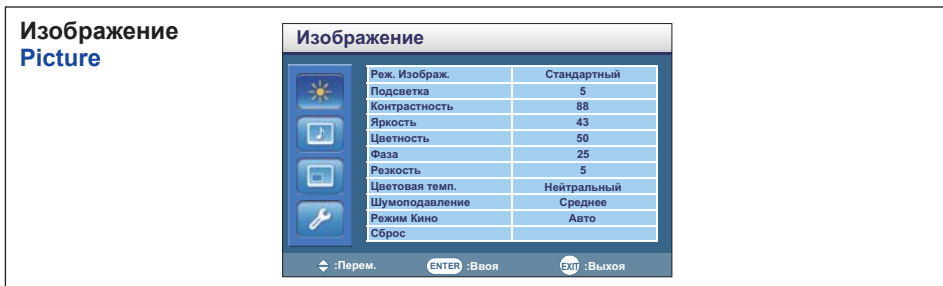 Изображение
Picture
Изображение
Реж. Изображ. Стандартный
Подсветка 5
Контрастность 88
Яркость 43
Цветность 50
Фаза 25
Резкость 5
Цветовая темп. Нейтральный
Шумоподавление Среднее
Режим Кино Авто
Сброс
:Перем. ENTER :Ввоя EXIT :Выхоя